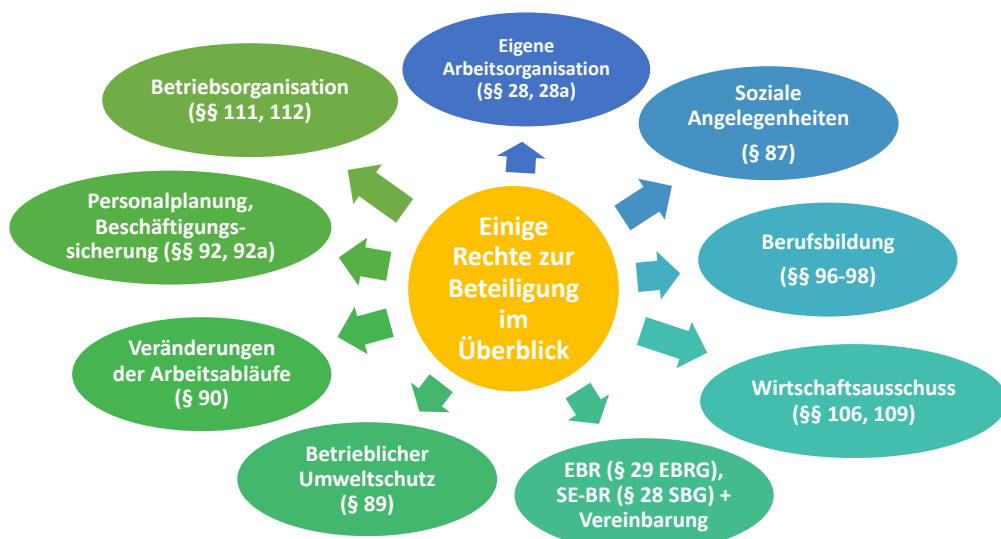 Eigene
Arbeitsorganisation
(§§ 28, 28a)
Soziale
Angelegenheiten
(§ 87)
Berufsbildung
(§§ 96-98)
Wirtschaftsausschuss
(§§ 106, 109)
EBR (§ 29 EBRG),
SE-BR (§ 28 SBG) +
Vereinbarung
Betrieblicher
Umweltschutz
(§ 89)
Veränderungen
der Arbeitsabläufe
(§ 90)
Personalplanung,
Beschäftigungs-
sicherung (§§ 92, 92a)
Betriebsorganisation
(§§ 111, 112)
Einige
Rechte zur
Beteiligung
im
Überblick